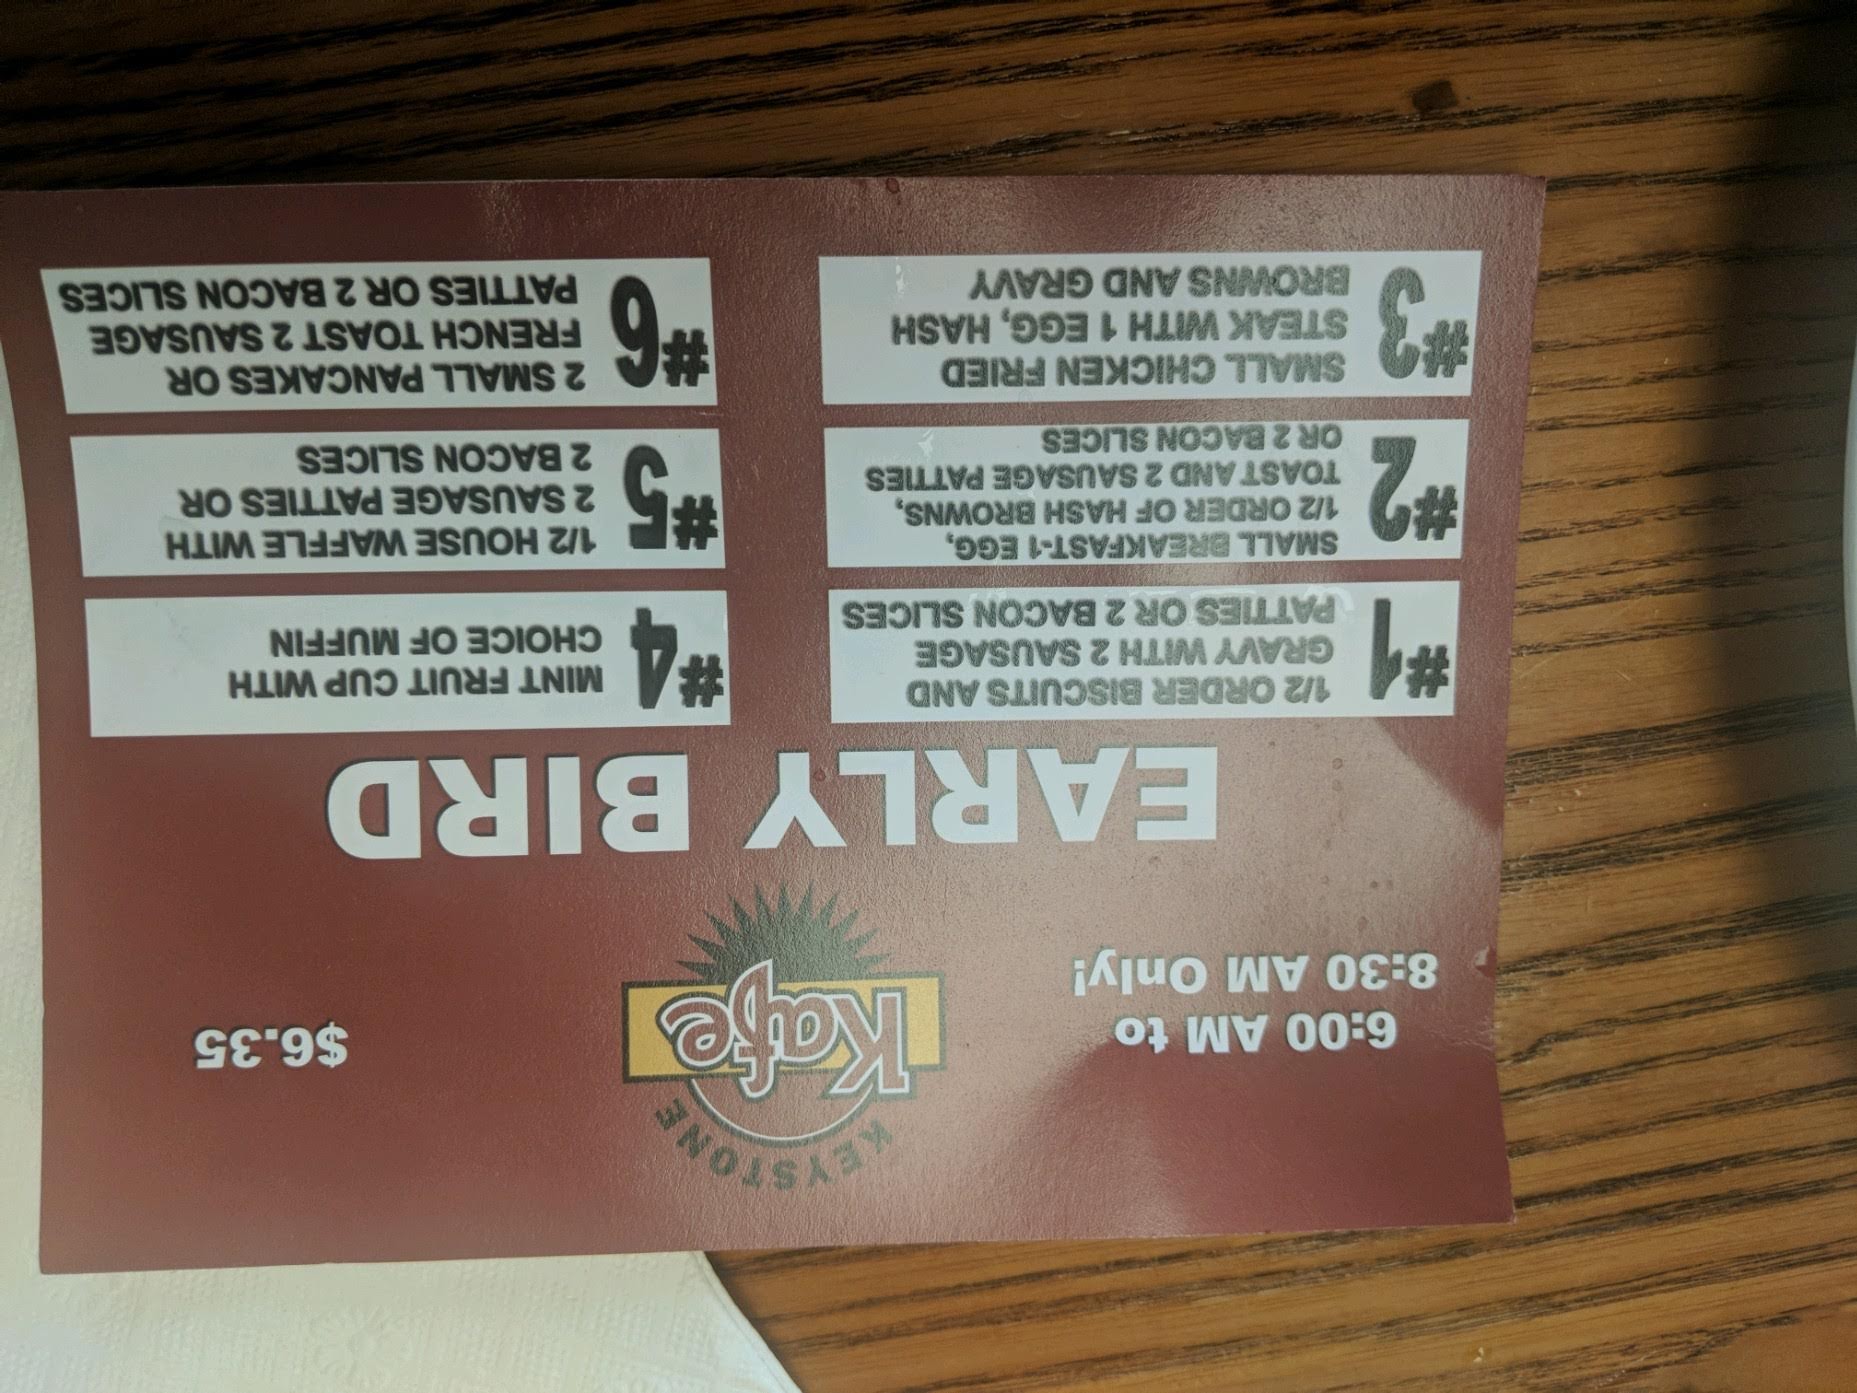 6:00 AM to
8:30 AM Only!
KEYSTONE
Kafe
$6.35
EARLY BIRD
#1
1/2 ORDER BISCUITS AND
GRAVY WITH 2 SAUSAGE
PATTIES OR 2 BACON SLICES
#2
SMALL BREAKFAST-1 EGG,
1/2 ORDER OF HASH BROWNS,
TOAST AND 2 SAUSAGE PATTIES
OR 2 BACON SLICES
#3
SMALL CHICKEN FRIED
STEAK WITH 1 EGG, HASH
BROWNS AND GRAVY
#4
MINT FRUIT CUP WITH
CHOICE OF MUFFIN
#5
1/2 HOUSE WAFFLE WITH
2 SAUSAGE PATTIES OR
2 BACON SLICES
#6
2 SMALL PANCAKES OR
FRENCH TOAST 2 SAUSAGE
PATTIES OR 2 BACON SLICES